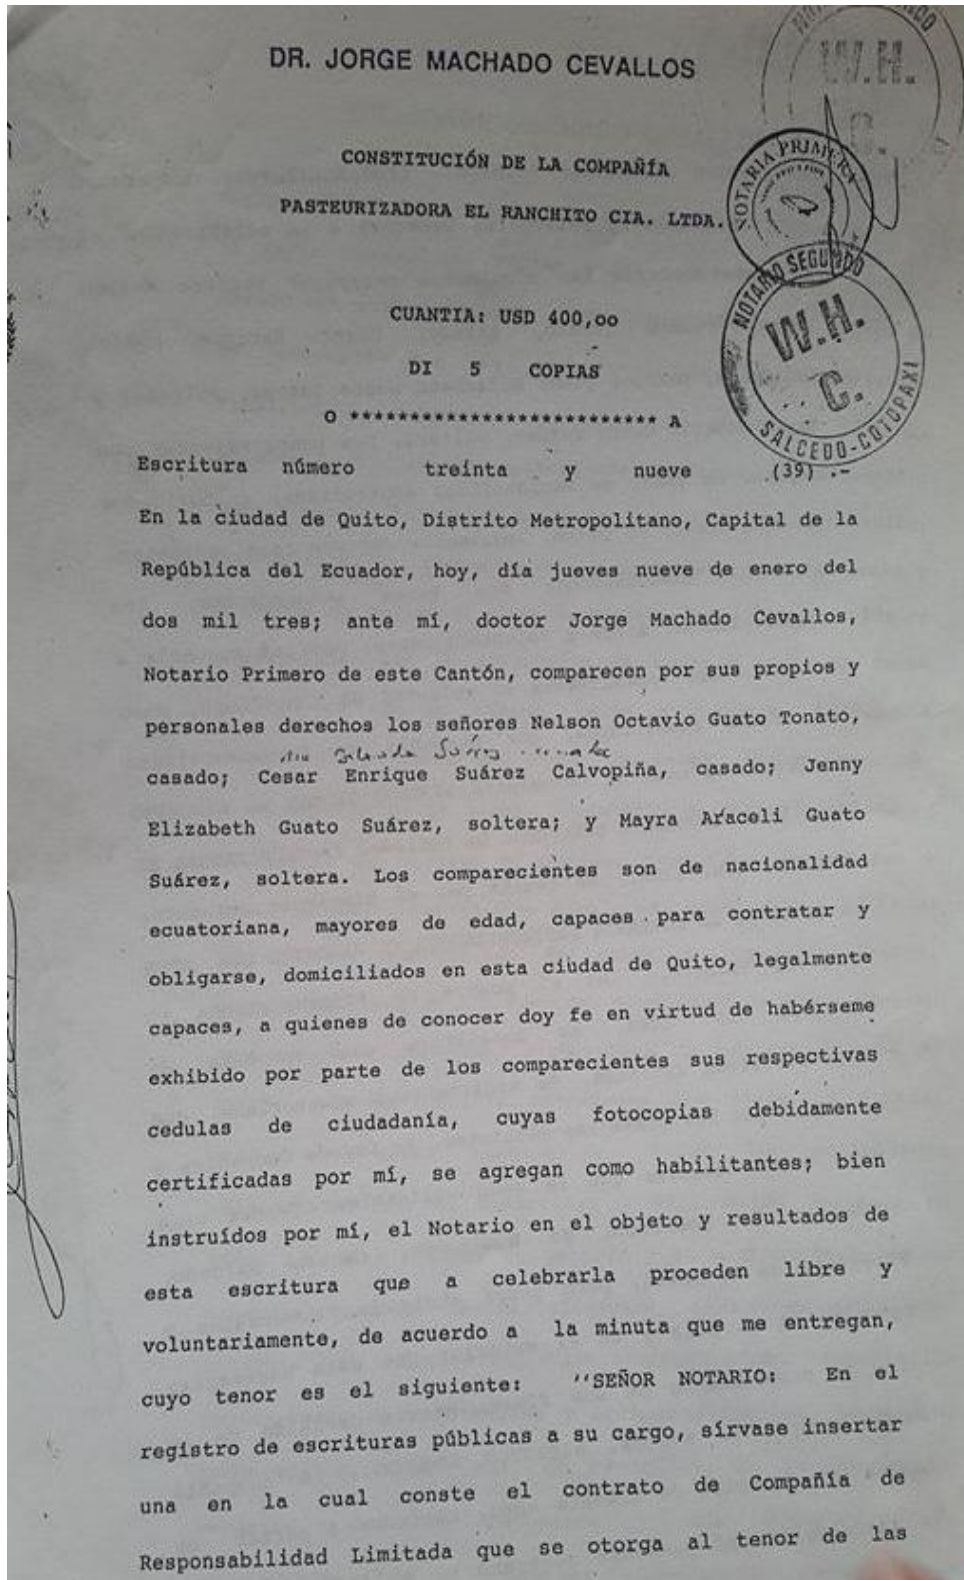 DR. JORGE MACHADO CEVALLOS
W.H.
C.
CONSTITUCIÓN DE LA COMPAÑÍA
PASTEURIZADORA EL RANCHITO CIA. LTDA.
NOTARIA PRIMERA
NOTARIO SEGUNDO
W.H.
C.
SALCEDO-COTOPAXI
CUANTIA: USD 400,oo
DI 5 COPIAS
O ************************** A
Escritura número treinta y nueve (39) .-
En la ciudad de Quito, Distrito Metropolitano, Capital de la
República del Ecuador, hoy, día jueves nueve de enero del
dos mil tres; ante mí, doctor Jorge Machado Cevallos,
Notario Primero de este Cantón, comparecen por sus propios y
personales derechos los señores Nelson Octavio Guato Tonato,
Suárez
casado; Cesar Enrique Suárez Calvopiña, casado; Jenny
Elizabeth Guato Suárez, soltera; y Mayra Araceli Guato
Suárez, soltera. Los comparecientes son de nacionalidad
ecuatoriana, mayores de edad, capaces para contratar y
obligarse, domiciliados en esta ciudad de Quito, legalmente
capaces, a quienes de conocer doy fe en virtud de habérseme
exhibido por parte de los comparecientes sus respectivas
cedulas de ciudadanía, cuyas fotocopias debidamente
certificadas por mí, se agregan como habilitantes; bien
instruídos por mí, el Notario en el objeto y resultados de
esta escritura que a celebrarla proceden libre y
voluntariamente, de acuerdo a la minuta que me entregan,
cuyo tenor es el siguiente: ''SEÑOR NOTARIO: En el
registro de escrituras públicas a su cargo, sírvase insertar
una en la cual conste el contrato de Compañía de
Responsabilidad Limitada que se otorga al tenor de las